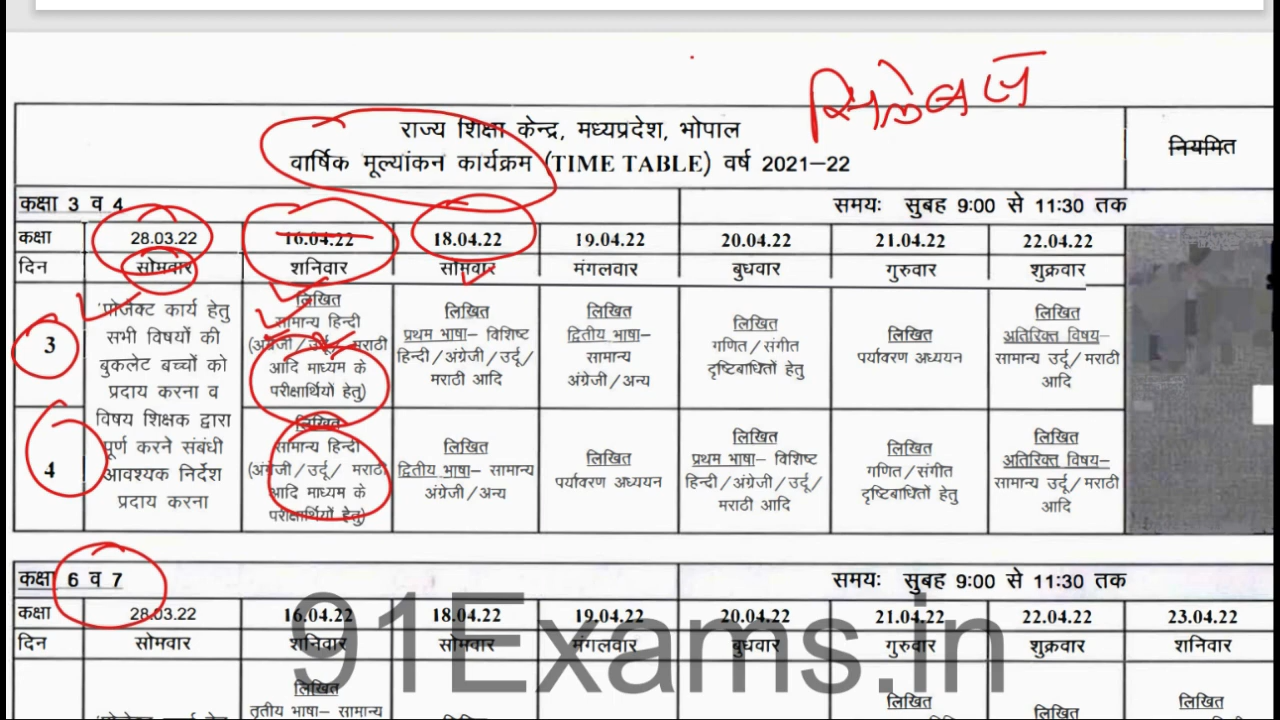 सिलेबस
राज्य शिक्षा केन्द्र, मध्यप्रदेश, भोपाल
वार्षिक मूल्यांकन कार्यक्रम (TIME TABLE) वर्ष 2021–22
नियमित
कक्षा 3 व 4
समयः सुबह 9:00 से 11:30 तक
कक्षा 28.03.22 16.04.22 18.04.22 19.04.22 20.04.22 21.04.22 22.04.22
दिन सोमवार शनिवार सोमवार मंगलवार बुधवार गुरुवार शुक्रवार
'प्रोजेक्ट कार्य हेतु
सभी विषयों की
बुकलेट बच्चों को
प्रदाय करना व
विषय शिक्षक द्वारा
पूर्ण करने संबंधी
आवश्यक निर्देश
प्रदाय करना
3
लिखित
सामान्य हिन्दी
(अंग्रेजी/उर्दू/ मराठी
आदि माध्यम के
परीक्षार्थियों हेतु)
लिखित
प्रथम भाषा– विशिष्ट
हिन्दी/अंग्रेजी/उर्दू/
मराठी आदि
लिखित
द्वितीय भाषा–
सामान्य
अंग्रेजी/अन्य
लिखित
गणित/संगीत
दृष्टिबाधितों हेतु
लिखित
पर्यावरण अध्ययन
लिखित
अतिरिक्त विषय–
सामान्य उर्दू/मराठी
आदि
4
लिखित
सामान्य हिन्दी
(अंग्रेजी/उर्दू/ मराठी
आदि माध्यम के
परीक्षार्थियों हेतु)
लिखित
द्वितीय भाषा– सामान्य
अंग्रेजी/अन्य
लिखित
पर्यावरण अध्ययन
लिखित
प्रथम भाषा– विशिष्ट
हिन्दी/अंग्रेजी/उर्दू/
मराठी आदि
लिखित
गणित/संगीत
दृष्टिबाधितों हेतु
लिखित
अतिरिक्त विषय–
सामान्य उर्दू/मराठी
आदि
कक्षा 6 व 7
समयः सुबह 9:00 से 11:30 तक
कक्षा 28.03.22 16.04.22 18.04.22 19.04.22 20.04.22 21.04.22 22.04.22 23.04.22
दिन सोमवार शनिवार सोमवार मंगलवार बुधवार गुरुवार शुक्रवार शनिवार
91Exams.in
लिखित
तृतीय भाषा– सामान्य
लिखित
लिखित
लिखित
लिखित